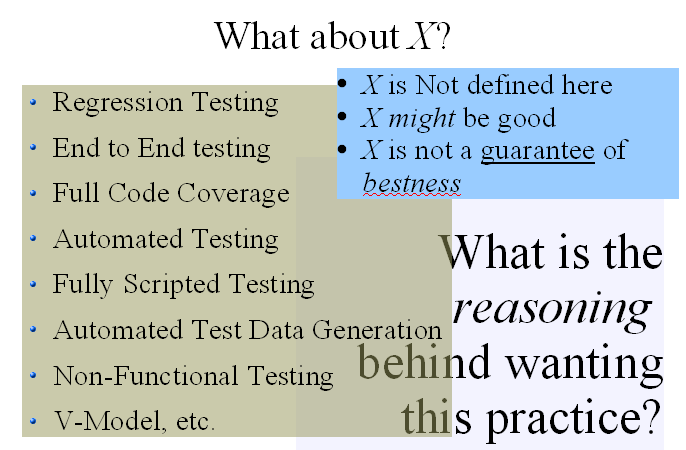 What about X?
• Regression Testing
• End to End testing
• Full Code Coverage
• Automated Testing
• Fully Scripted Testing
• Automated Test Data Generation
• Non-Functional Testing
• V-Model, etc.
• X is Not defined here
• X might be good
• X is not a guarantee of
bestness
What is the
reasoning
behind wanting
this practice?